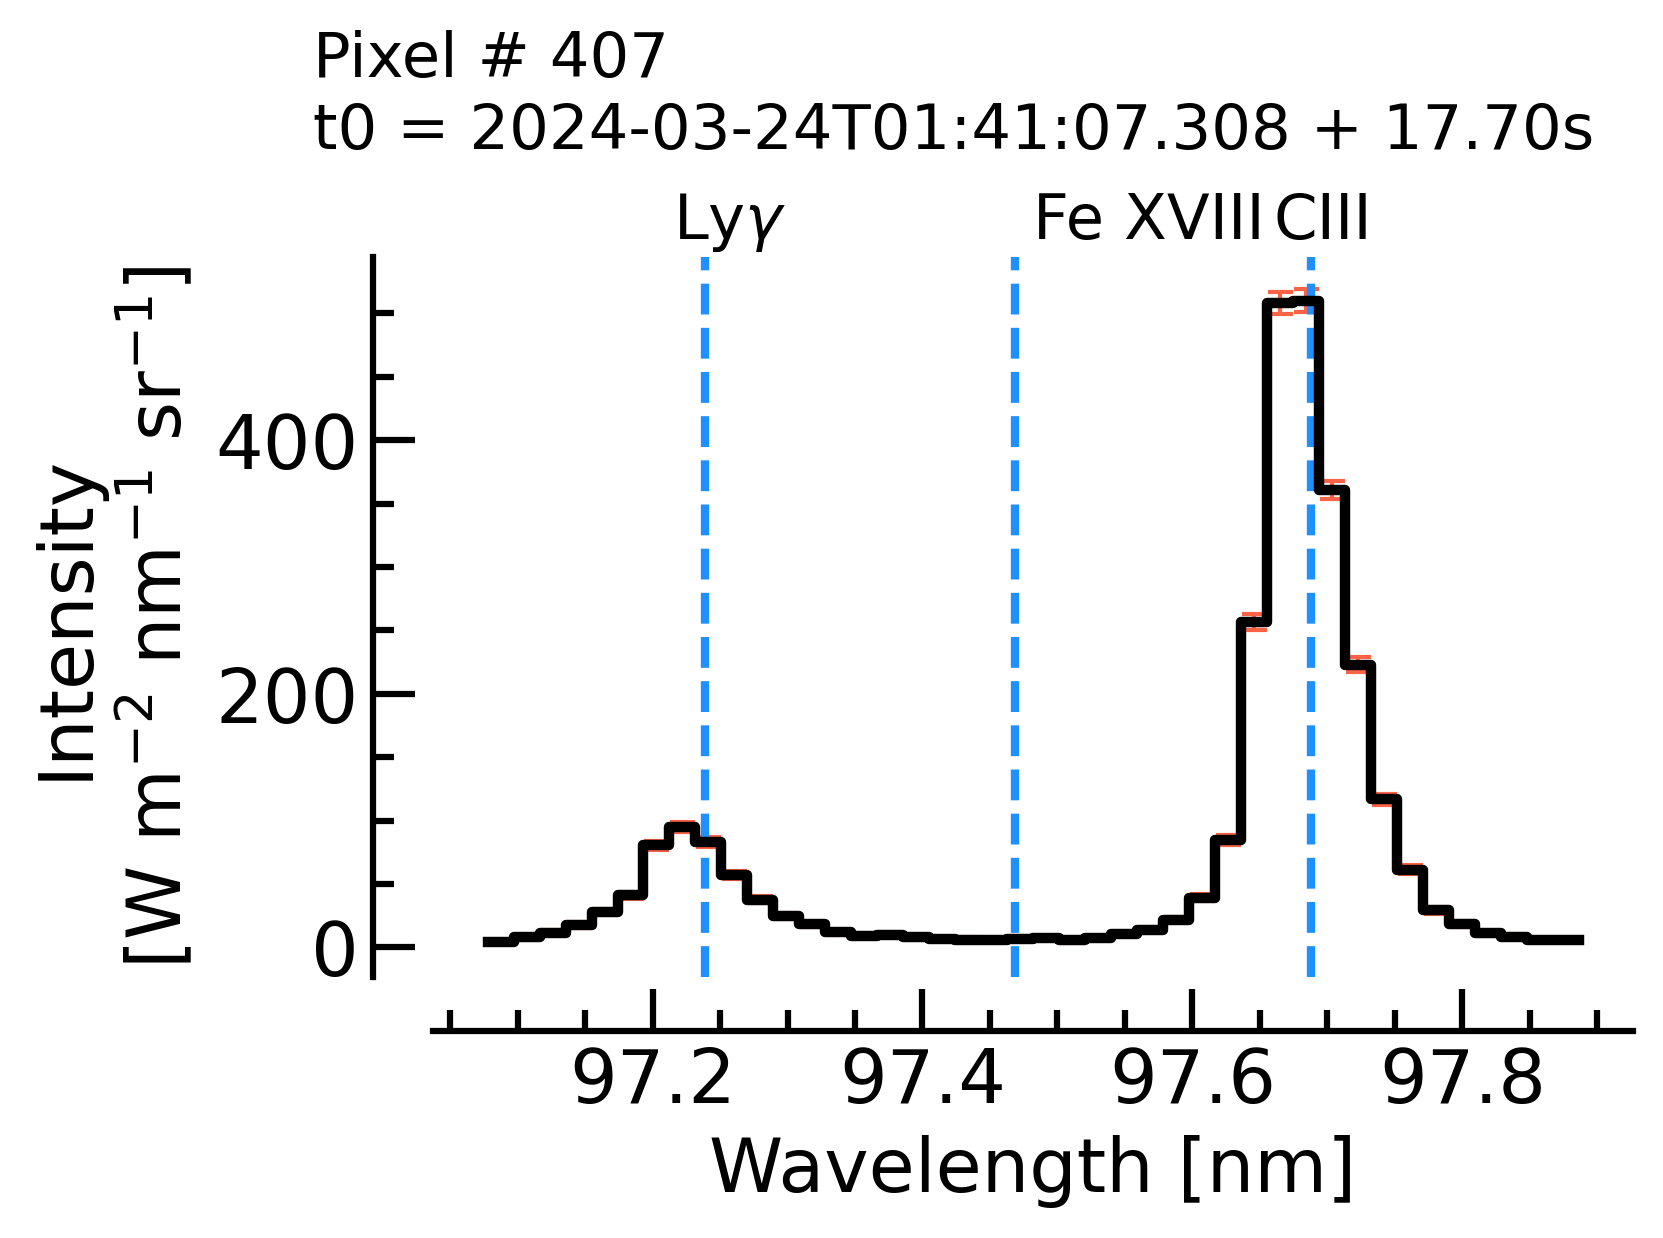 Pixel # 407
t0 = 2024-03-24T01:41:07.308 + 17.70s
Lyγ Fe XVIII CIII
Intensity
[W m⁻² nm⁻¹ sr⁻¹]
400
200
0
97.2 97.4 97.6 97.8
Wavelength [nm]